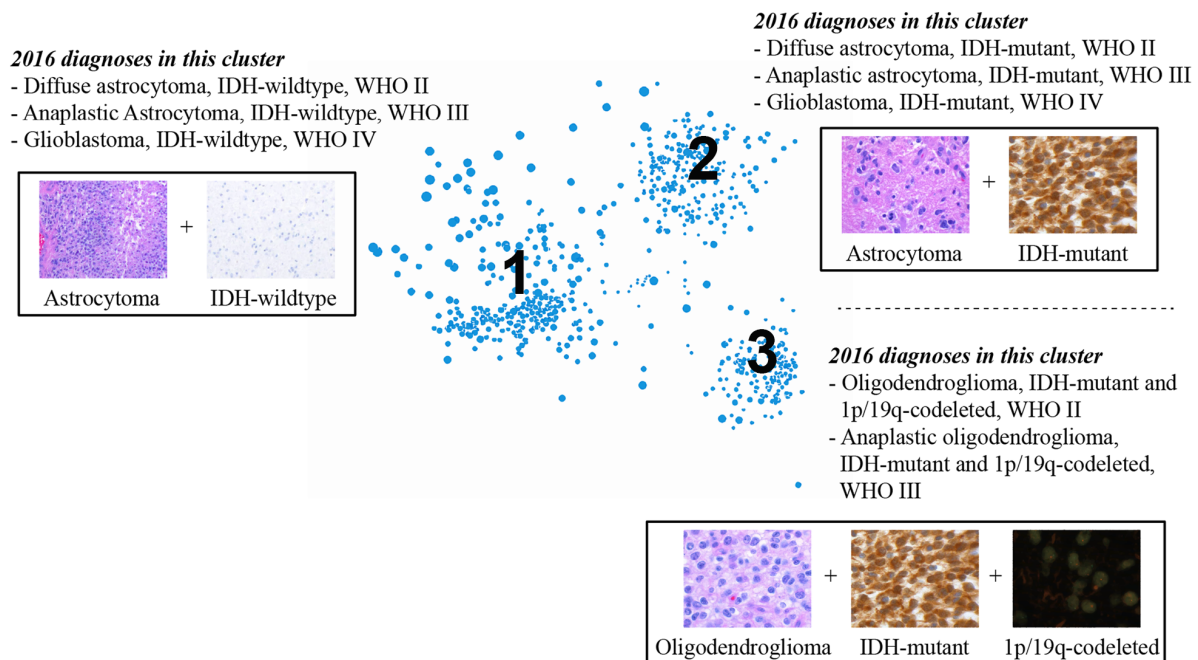 2016 diagnoses in this cluster
- Diffuse astrocytoma, IDH-wildtype, WHO II
- Anaplastic Astrocytoma, IDH-wildtype, WHO III
- Glioblastoma, IDH-wildtype, WHO IV
+
Astrocytoma
IDH-wildtype
1
2016 diagnoses in this cluster
- Diffuse astrocytoma, IDH-mutant, WHO II
- Anaplastic astrocytoma, IDH-mutant, WHO III
- Glioblastoma, IDH-mutant, WHO IV
2
+
Astrocytoma
IDH-mutant
3
2016 diagnoses in this cluster
- Oligodendroglioma, IDH-mutant and
1p/19q-codeleted, WHO II
- Anaplastic oligodendroglioma,
IDH-mutant and 1p/19q-codeleted,
WHO III
+
+
Oligodendroglioma
IDH-mutant
1p/19q-codeleted